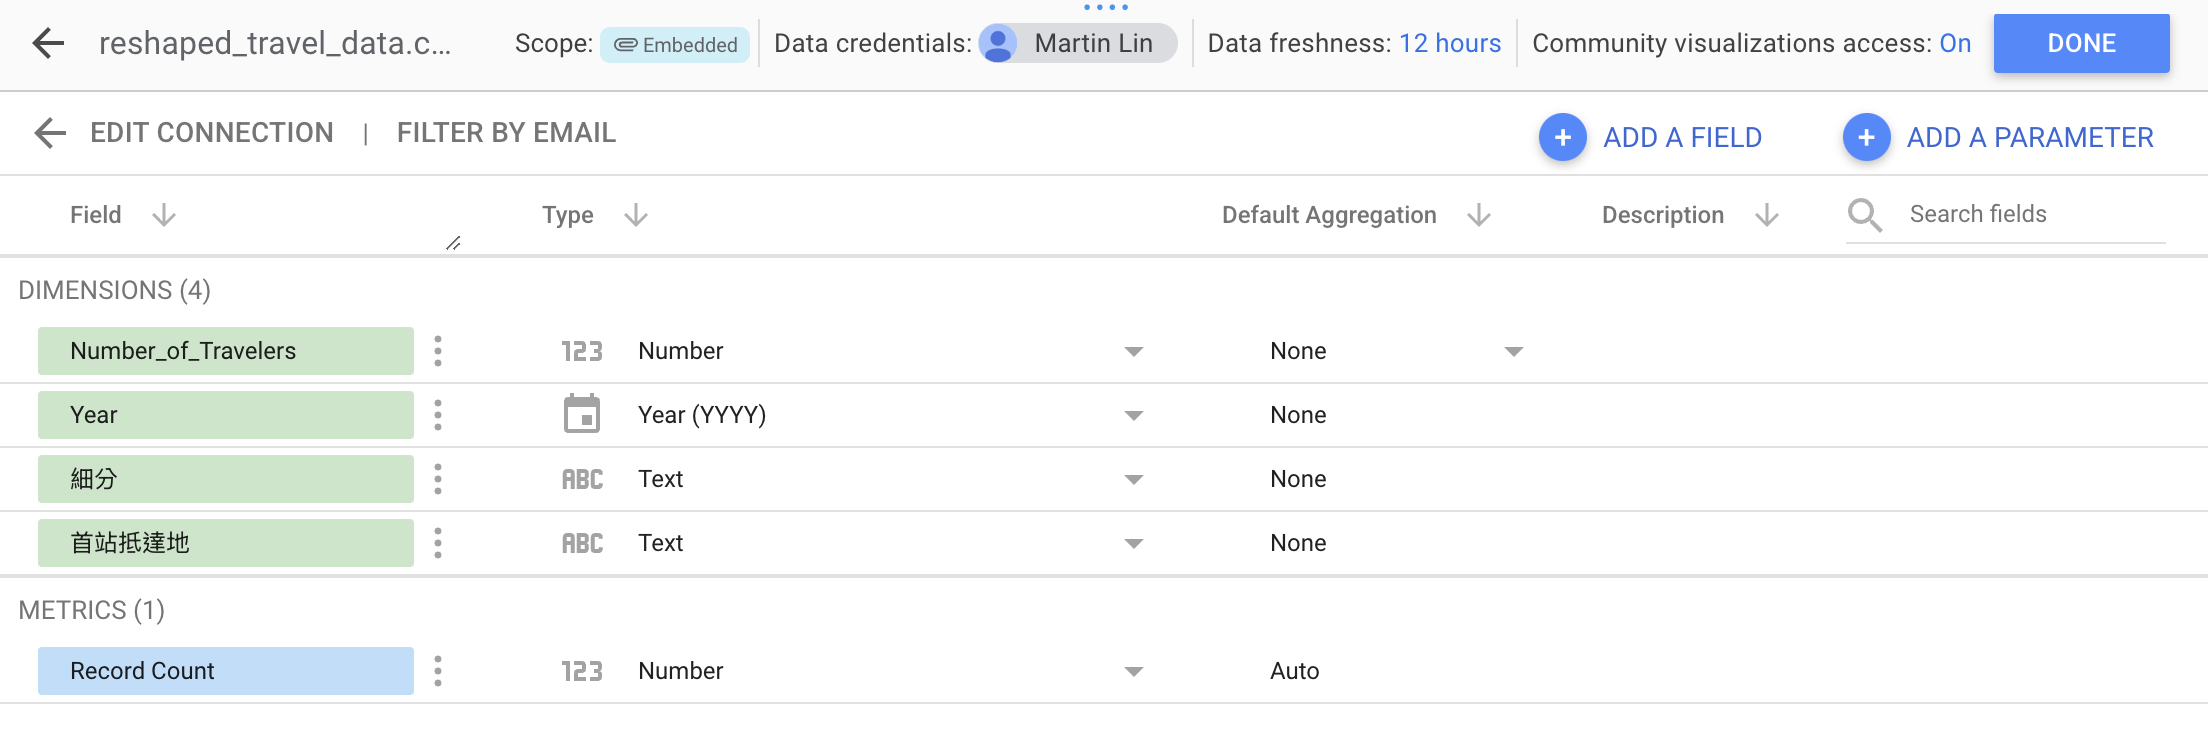 reshaped_travel_data.c... Scope: Embedded Data credentials: Martin Lin Data freshness: 12 hours Community visualizations access: On DONE
EDIT CONNECTION | FILTER BY EMAIL + ADD A FIELD + ADD A PARAMETER
Field Type Default Aggregation Description Search fields
DIMENSIONS (4)
Number_of_Travelers 123 Number None
Year Year (YYYY) None
細分 ABC Text None
首站抵達地 ABC Text None
METRICS (1)
Record Count 123 Number Auto